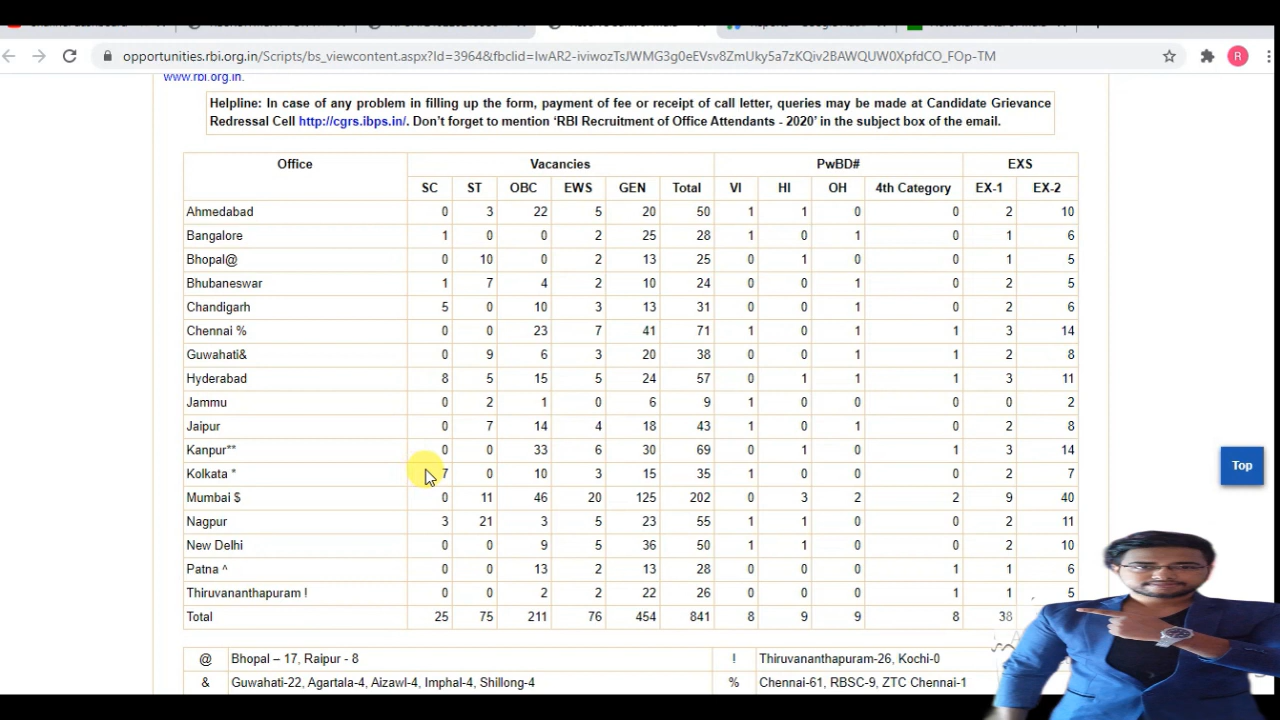 opportunities.rbi.org.in/Scripts/bs_viewcontent.aspx?Id=3964&fbclid=IwAR2-iviwozTsJWMG3g0eEVsv8ZmUky5a7zKQiv2BAWQUW0XpfdCO_FOp-TM
R
www.rbi.org.in.
Helpline: In case of any problem in filling up the form, payment of fee or receipt of call letter, queries may be made at Candidate Grievance
Redressal Cell http://cgrs.ibps.in/. Don't forget to mention 'RBI Recruitment of Office Attendants - 2020' in the subject box of the email.
Office Vacancies PwBD# EXS
SC ST OBC EWS GEN Total VI HI OH 4th Category EX-1 EX-2
Ahmedabad 0 3 22 5 20 50 1 1 0 0 2 10
Bangalore 1 0 0 2 25 28 1 0 1 0 1 6
Bhopal@ 0 10 0 2 13 25 0 1 0 0 1 5
Bhubaneswar 1 7 4 2 10 24 0 0 1 0 2 5
Chandigarh 5 0 10 3 13 31 0 0 1 0 2 6
Chennai % 0 0 23 7 41 71 1 0 1 1 3 14
Guwahati& 0 9 6 3 20 38 0 0 1 1 2 8
Hyderabad 8 5 15 5 24 57 0 1 1 1 3 11
Jammu 0 2 1 0 6 9 1 0 0 0 0 2
Jaipur 0 7 14 4 18 43 1 0 1 0 2 8
Kanpur** 0 0 33 6 30 69 0 1 0 1 3 14
Kolkata * 7 0 10 3 15 35 1 0 0 0 2 7
Mumbai $ 0 11 46 20 125 202 0 3 2 2 9 40
Nagpur 3 21 3 5 23 55 1 1 0 0 2 11
New Delhi 0 0 9 5 36 50 1 1 0 0 2 10
Patna ^ 0 0 13 2 13 28 0 0 0 1 1 6
Thiruvananthapuram ! 0 0 2 2 22 26 0 0 0 1 1 5
Total 25 75 211 76 454 841 8 9 9 8 38
@ Bhopal – 17, Raipur - 8 ! Thiruvananthapuram-26, Kochi-0
& Guwahati-22, Agartala-4, Aizawl-4, Imphal-4, Shillong-4 % Chennai-61, RBSC-9, ZTC Chennai-1
Top